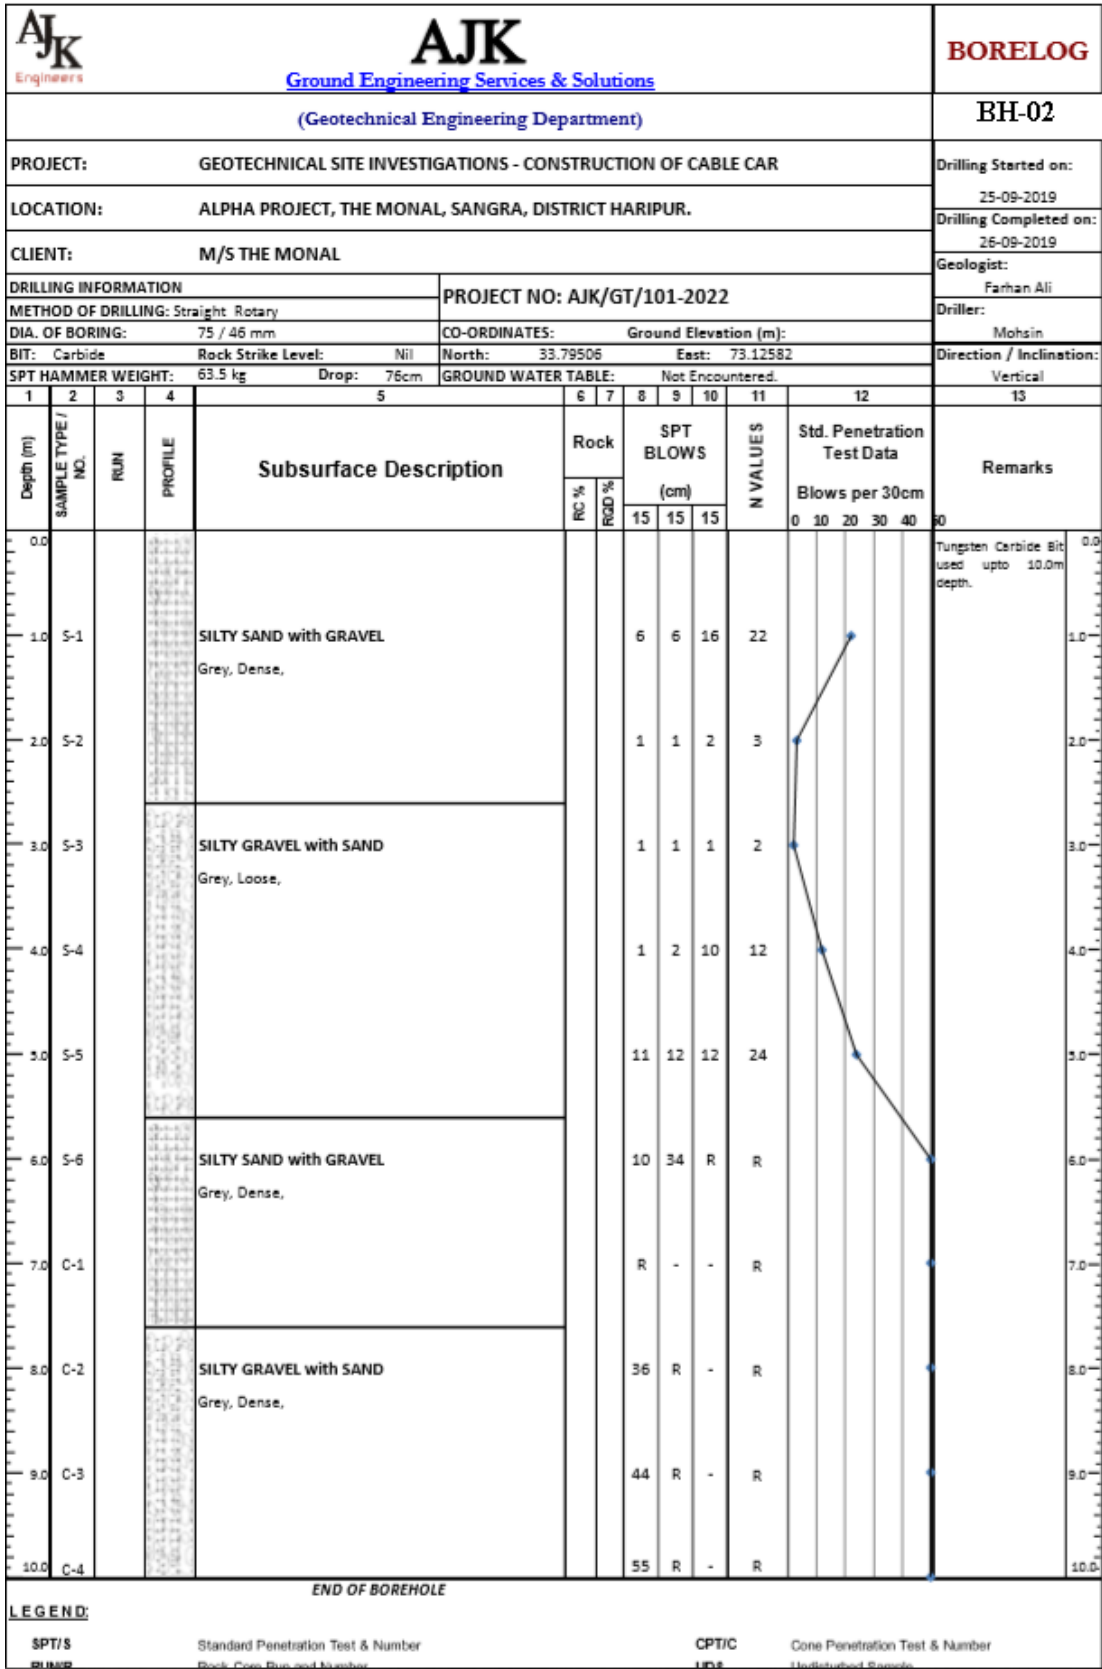 AJK
Engineers
AJK
Ground Engineering Services & Solutions
BORELOG
(Geotechnical Engineering Department)
BH-02
PROJECT: GEOTECHNICAL SITE INVESTIGATIONS - CONSTRUCTION OF CABLE CAR
Drilling Started on:
25-09-2019
LOCATION: ALPHA PROJECT, THE MONAL, SANGRA, DISTRICT HARIPUR.
Drilling Completed on:
26-09-2019
CLIENT: M/S THE MONAL
Geologist:
Farhan Ali
DRILLING INFORMATION
PROJECT NO: AJK/GT/101-2022
METHOD OF DRILLING: Straight Rotary
Driller:
Mohsin
DIA. OF BORING: 75 / 46 mm CO-ORDINATES: Ground Elevation (m):
BIT: Carbide Rock Strike Level: Nil North: 33.79506 East: 73.12582
Direction / Inclination:
Vertical
SPT HAMMER WEIGHT: 63.5 kg Drop: 76cm GROUND WATER TABLE: Not Encountered.
1 2 3 4 5 6 7 8 9 10 11 12 13
Depth (m)
SAMPLE TYPE / NO.
RUN
PROFILE
Subsurface Description
Rock
RC %
RQD %
SPT
BLOWS
(cm)
15 15 15
N VALUES
Std. Penetration
Test Data
Blows per 30cm
0 10 20 30 40 50
Remarks
0.0 0.0
Tungsten Carbide Bit
used upto 10.0m
depth.
1.0 S-1 SILTY SAND with GRAVEL 6 6 16 22 1.0
Grey, Dense,
2.0 S-2 1 1 2 3 2.0
3.0 S-3 SILTY GRAVEL with SAND 1 1 1 2 3.0
Grey, Loose,
4.0 S-4 1 2 10 12 4.0
5.0 S-5 11 12 12 24 5.0
6.0 S-6 SILTY SAND with GRAVEL 10 34 R R 6.0
Grey, Dense,
7.0 C-1 R - - R 7.0
8.0 C-2 SILTY GRAVEL with SAND 36 R - R 8.0
Grey, Dense,
9.0 C-3 44 R - R 9.0
10.0 C-4 55 R - R 10.0
END OF BOREHOLE
LEGEND:
SPT/S Standard Penetration Test & Number CPT/C Cone Penetration Test & Number